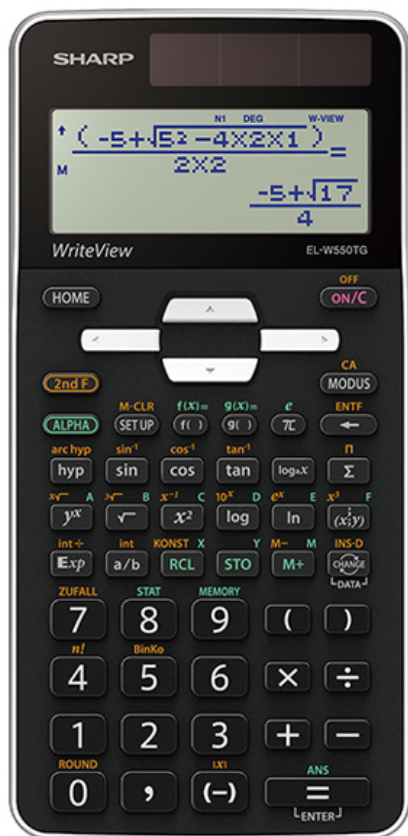 SHARP
N1 DEG W-VIEW
(-5+√5²-4×2×1)
2×2
=
M
-5+√17
4
WriteView EL-W550TG
OFF
HOME ON/C
CA
2nd F MODUS
M-CLR f(x)= g(x)= e ENTF
ALPHA SET UP f( ) g( ) π ←
arc hyp sin⁻¹ cos⁻¹ tan⁻¹ Π
hyp sin cos tan logₐx Σ
ˣ√ A ³√ B x⁻¹ C 10ˣ D eˣ E x³ F
yˣ √ x² log ln
int÷ int KONST X Y M– M INS-D
Exp a/b RCL STO M+ CHANGE
DATA
ZUFALL STAT MEMORY
7 8 9 ( )
n! BinKo
4 5 6 × ÷
1 2 3 + −
ROUND |x| ANS
0 , (−) =
ENTER